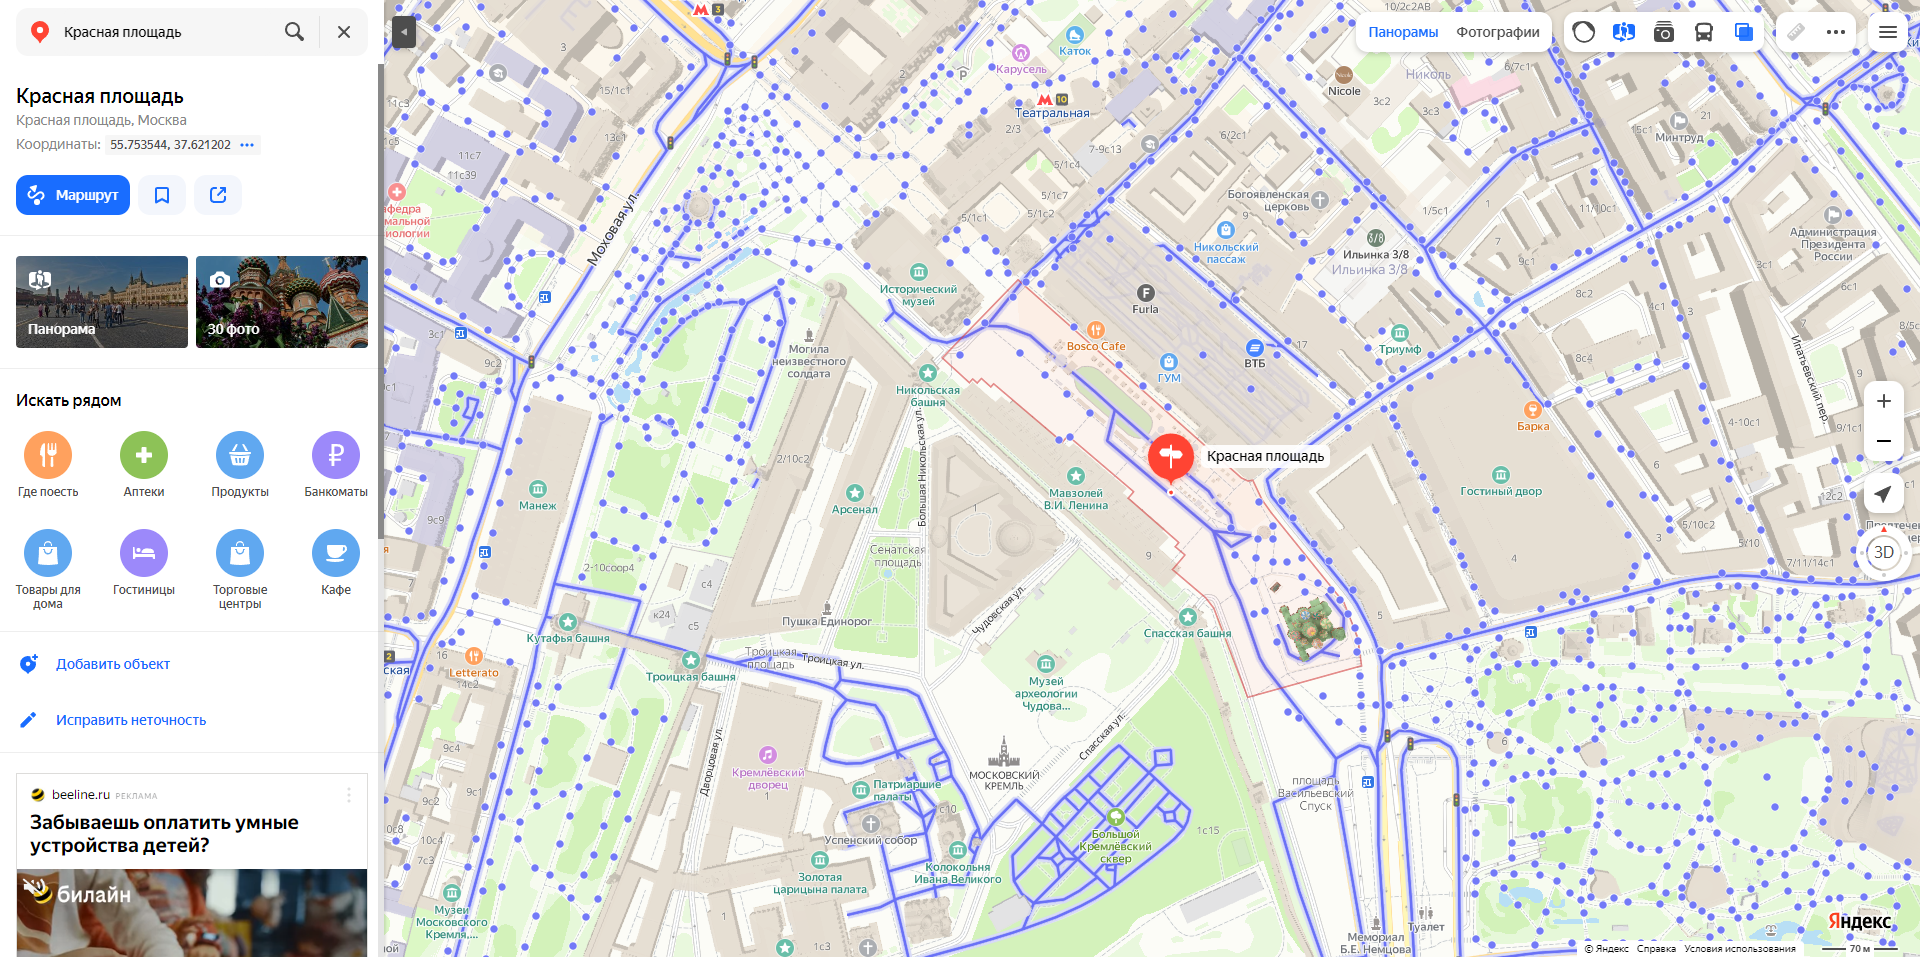 Красная площадь
Красная площадь
Красная площадь, Москва
Координаты: 55.753544, 37.621202 •••
Маршрут
Панорама
30 фото
Искать рядом
Где поесть
Аптеки
Продукты
Банкоматы
Товары для
дома
Гостиницы
Торговые
центры
Кафе
Добавить объект
Исправить неточность
beeline.ru РЕКЛАМА
Забываешь оплатить умные
устройства детей?
билайн
Панорамы
Фотографии
Каток
Карусель
Театральная
Nicole
Николь
Минтруд
Богоявленская
церковь
Никольский
пассаж
Ильинка 3/8
Ильинка 3/8
Администрация
Президента
России
Моховая ул.
Исторический
музей
Furla
Bosco Cafe
ГУМ
ВТБ
Триумф
Ипатьевский пер.
Могила
неизвестного
солдата
Никольская
башня
Барка
Красная площадь
Гостиный двор
Манеж
Арсенал
Большая Никольская ул.
Мавзолей
В.И. Ленина
Сенатская
площадь
3D
Чудовская ул.
Пушка Единорог
Спасская башня
Кутафья башня
Троицкая
площадь
Троицкая ул.
Троицкая башня
Letterato
Музей
археологии
Чудова...
Дворцовая ул.
Спасская ул.
Кремлёвский
дворец
МОСКОВСКИЙ
КРЕМЛЬ
Патриаршие
палаты
площадь
Васильевский
Спуск
Успенский собор
Большой
Кремлёвский
сквер
Колокольня
Ивана Великого
Золотая
царицына палата
Музеи
Московского
Кремля,...
Мемориал
Б.Е. Немцова
Туалет
Яндекс
© Яндекс Справка Условия использования
70 м